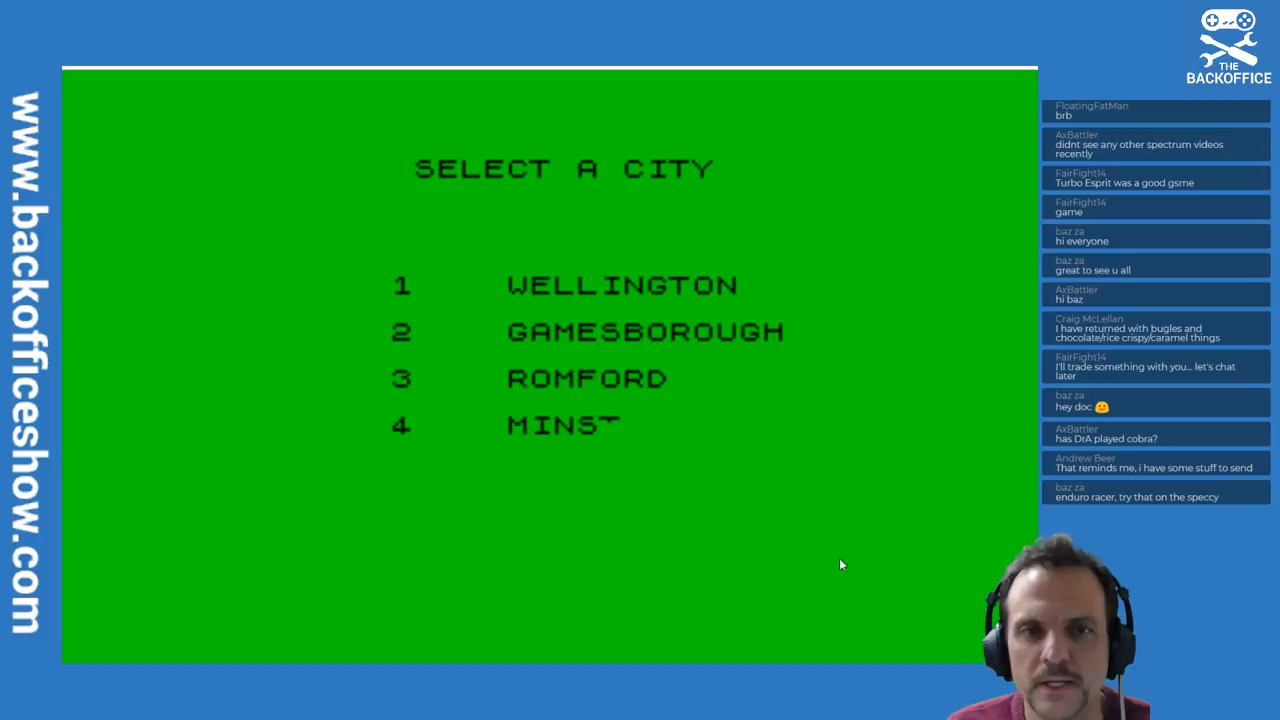 www.backofficeshow.com
SELECT A CITY
1 WELLINGTON
2 GAMESBOROUGH
3 ROMFORD
4 MINST
THE
BACKOFFICE
FloatingFatMan
brb
AxBattler
didnt see any other spectrum videos
recently
FairFight14
Turbo Esprit was a good gsme
FairFight14
game
baz za
hi everyone
baz za
great to see u all
AxBattler
hi baz
Craig McLellan
I have returned with bugles and
chocolate/rice crispy/caramel things
FairFight14
I'll trade something with you... let's chat
later
baz za
hey doc
AxBattler
has DrA played cobra?
Andrew Beer
That reminds me, i have some stuff to send
baz za
enduro racer, try that on the speccy